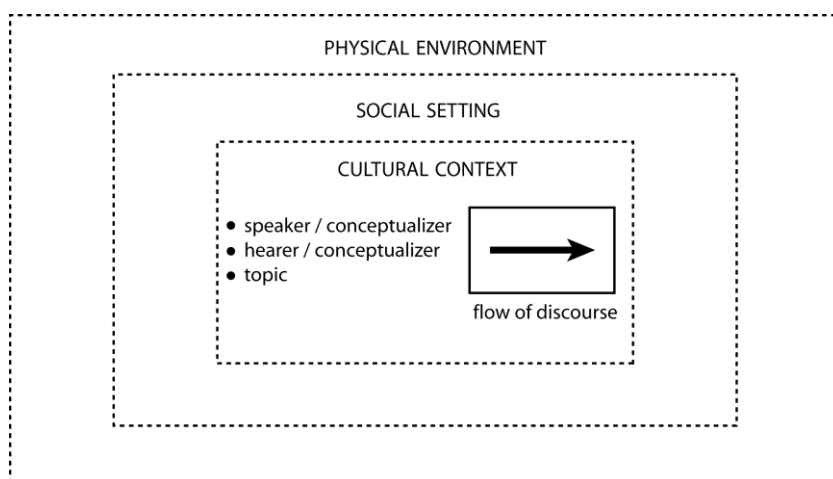 PHYSICAL ENVIRONMENT
SOCIAL SETTING
CULTURAL CONTEXT
● speaker / conceptualizer
● hearer / conceptualizer
● topic
flow of discourse